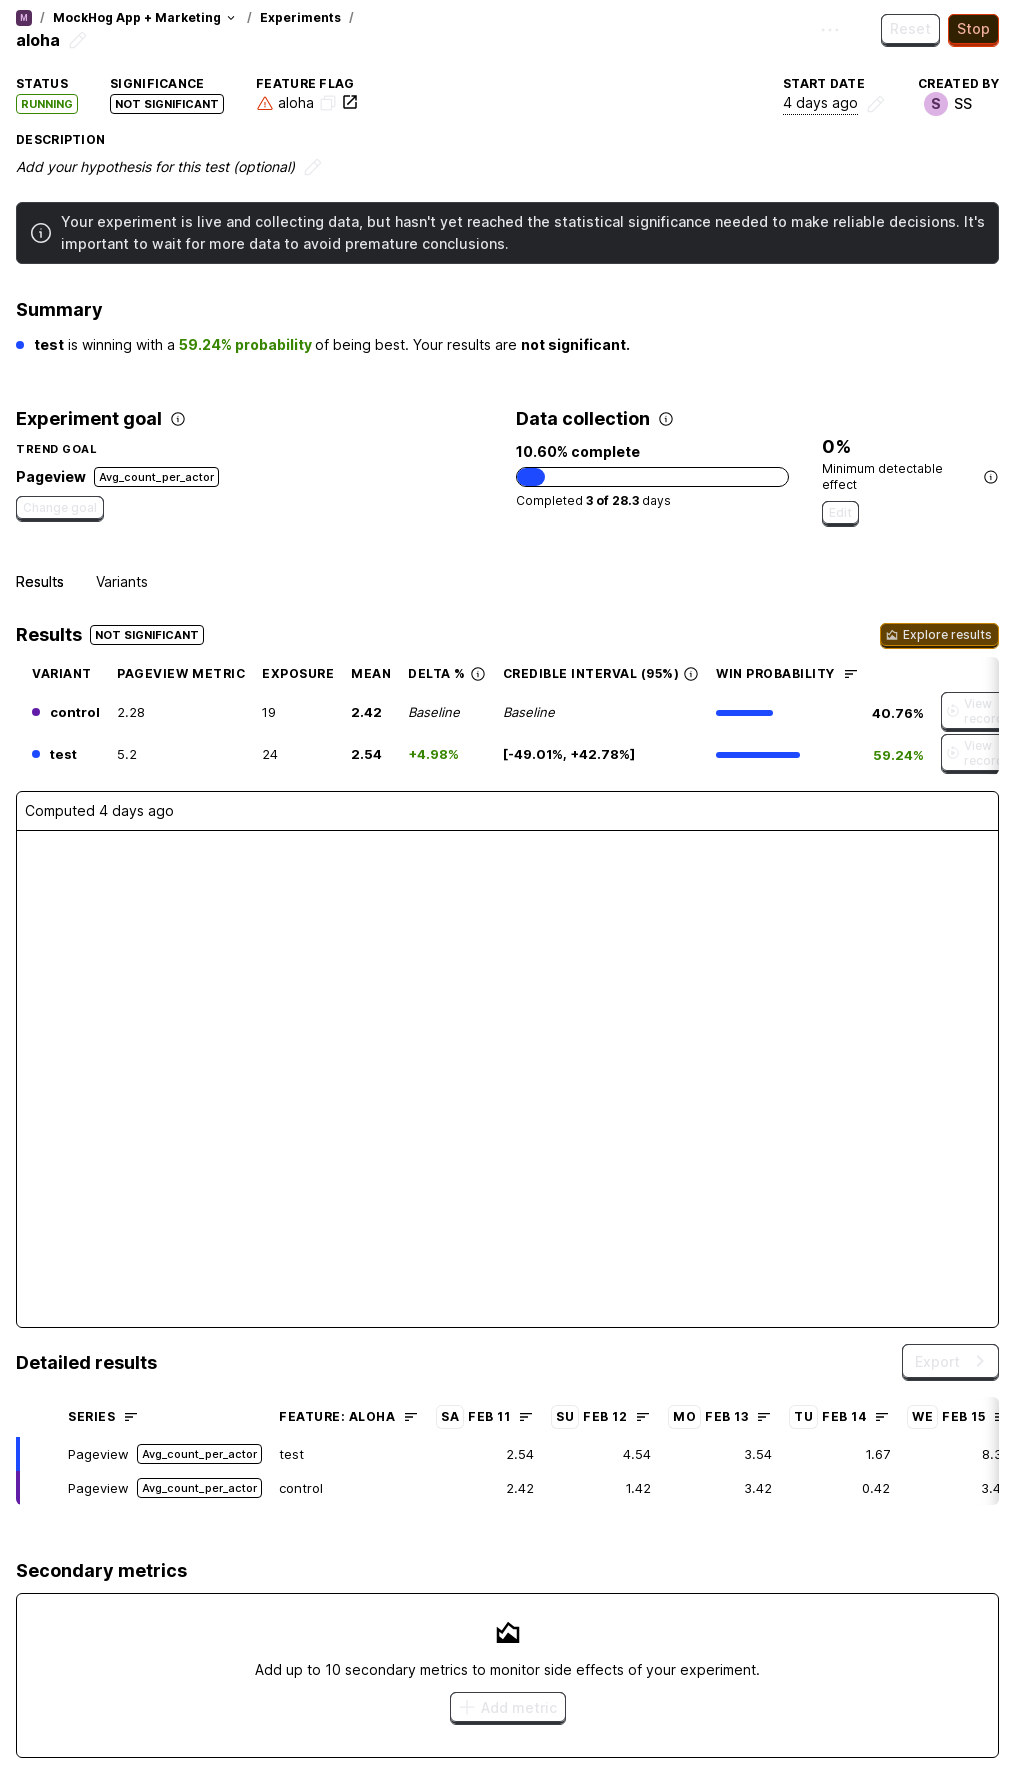 M / MockHog App + Marketing / Experiments /
aloha
Reset
Stop
STATUS
RUNNING
SIGNIFICANCE
NOT SIGNIFICANT
FEATURE FLAG
aloha
START DATE
4 days ago
CREATED BY
S SS
DESCRIPTION
Add your hypothesis for this test (optional)
Your experiment is live and collecting data, but hasn't yet reached the statistical significance needed to make reliable decisions. It's
important to wait for more data to avoid premature conclusions.
Summary
test is winning with a 59.24% probability of being best. Your results are not significant.
Experiment goal
TREND GOAL
Pageview Avg_count_per_actor
Change goal
Data collection
10.60% complete
Completed 3 of 28.3 days
0%
Minimum detectable
effect
Edit
Results Variants
Results NOT SIGNIFICANT
Explore results
VARIANT PAGEVIEW METRIC EXPOSURE MEAN DELTA % CREDIBLE INTERVAL (95%) WIN PROBABILITY
control 2.28 19 2.42 Baseline Baseline 40.76%
View
recor
test 5.2 24 2.54 +4.98% [-49.01%, +42.78%] 59.24%
View
recor
Computed 4 days ago
Detailed results
Export
SERIES FEATURE: ALOHA SA FEB 11 SU FEB 12 MO FEB 13 TU FEB 14 WE FEB 15
Pageview Avg_count_per_actor test 2.54 4.54 3.54 1.67 8.3
Pageview Avg_count_per_actor control 2.42 1.42 3.42 0.42 3.4
Secondary metrics
Add up to 10 secondary metrics to monitor side effects of your experiment.
Add metric